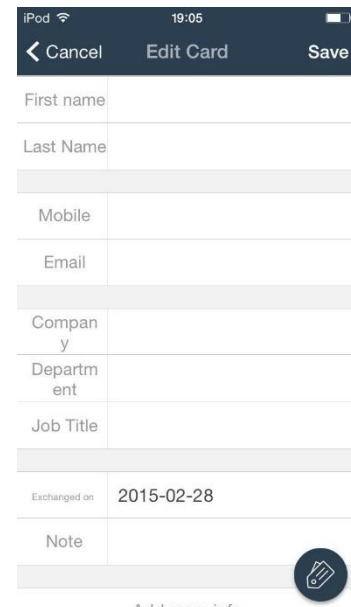 iPod 19:05
Cancel Edit Card Save
First name
Last Name
Mobile
Email
Compan
y
Departm
ent
Job Title
Exchanged on 2015-02-28
Note